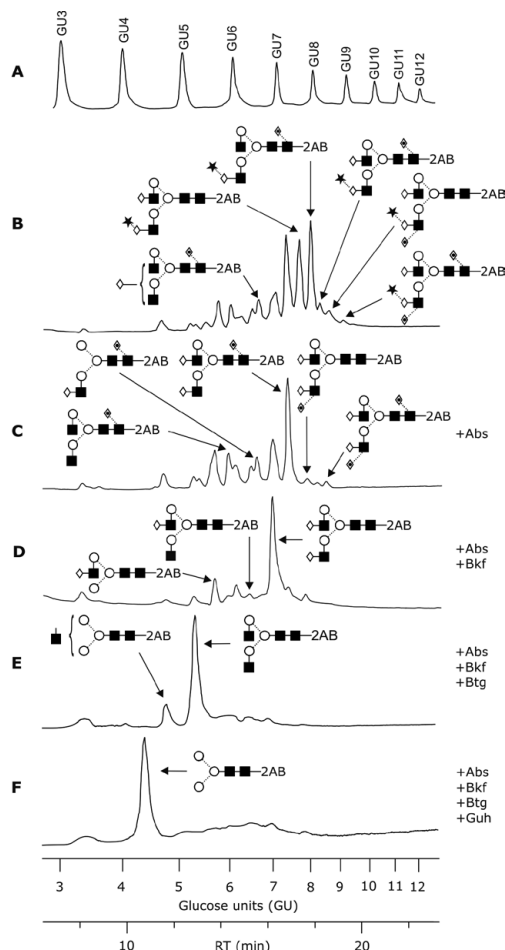 GU3 GU4 GU5 GU6 GU7 GU8 GU9 GU10 GU11 GU12
A
2AB
2AB
2AB
2AB
2AB
B
2AB
2AB
2AB
2AB
2AB
2AB
2AB
C
+Abs
2AB
2AB
D
+Abs
2AB
+Bkf
2AB
2AB
E
+Abs
+Bkf
+Btg
2AB
F
+Abs
+Bkf
+Btg
+Guh
3 4 5 6 7 8 9 10 11 12
Glucose units (GU)
10 RT (min) 20